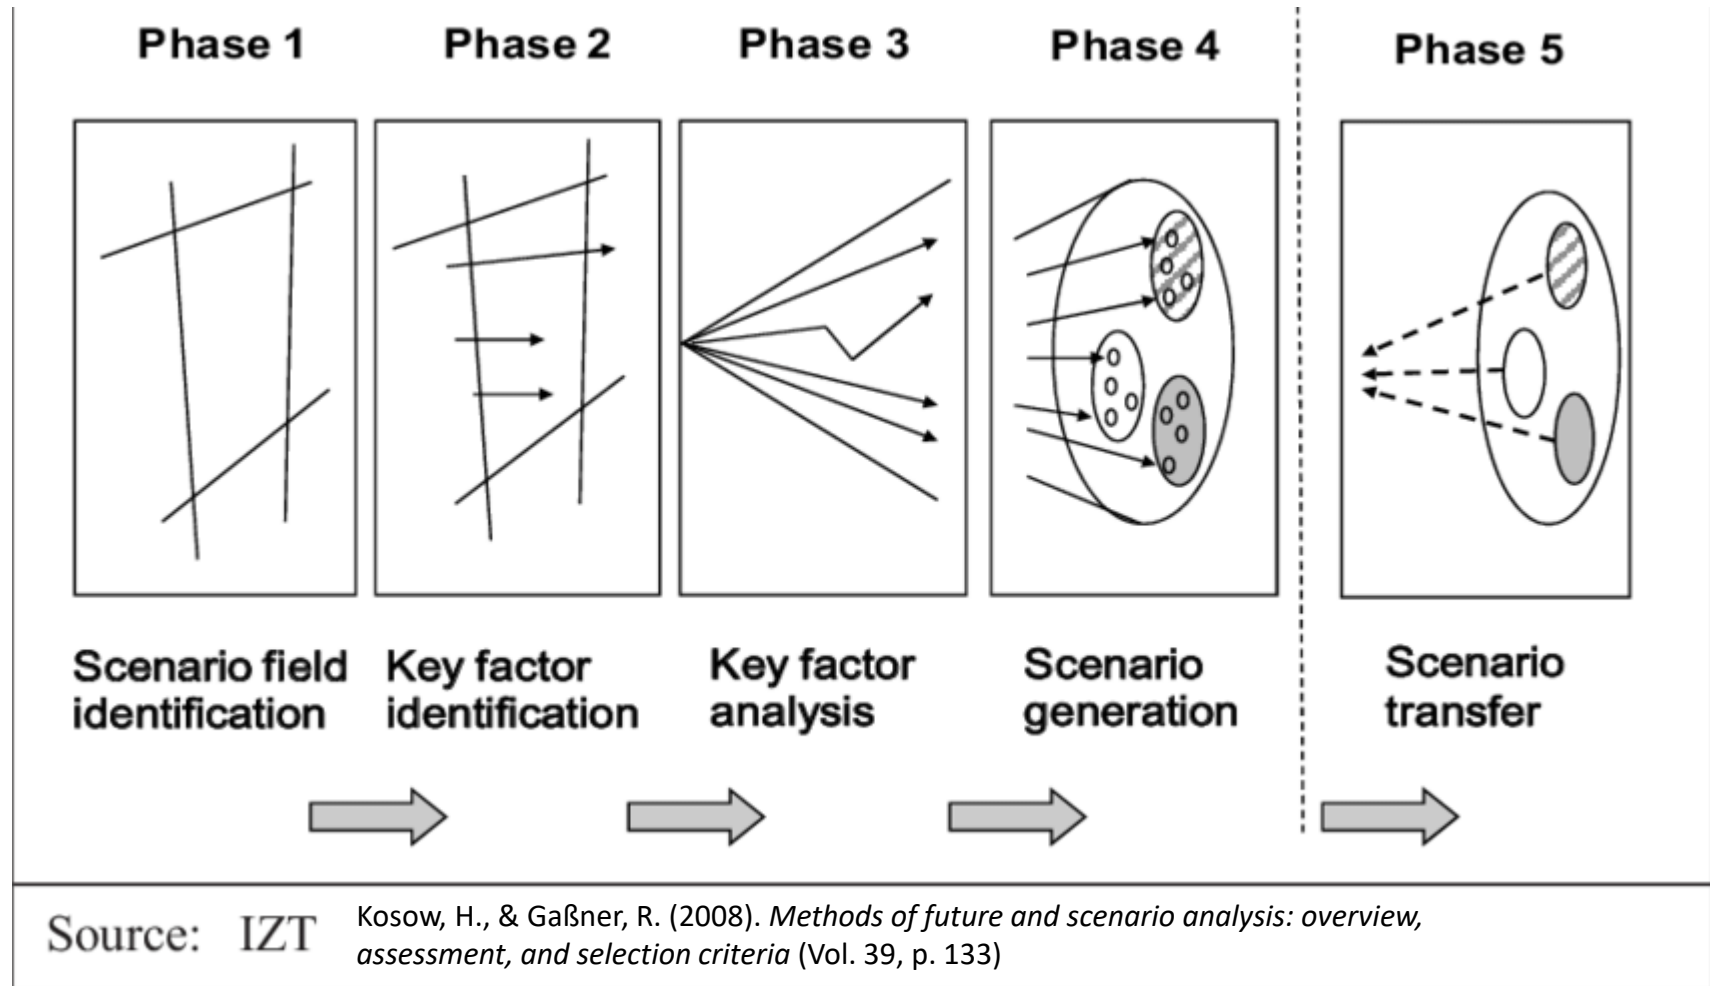 Phase 1
Phase 2
Phase 3
Phase 4
Phase 5
Scenario field
identification
Key factor
identification
Key factor
analysis
Scenario
generation
Scenario
transfer
Source: IZT
Kosow, H., & Gaßner, R. (2008). Methods of future and scenario analysis: overview,
assessment, and selection criteria (Vol. 39, p. 133)